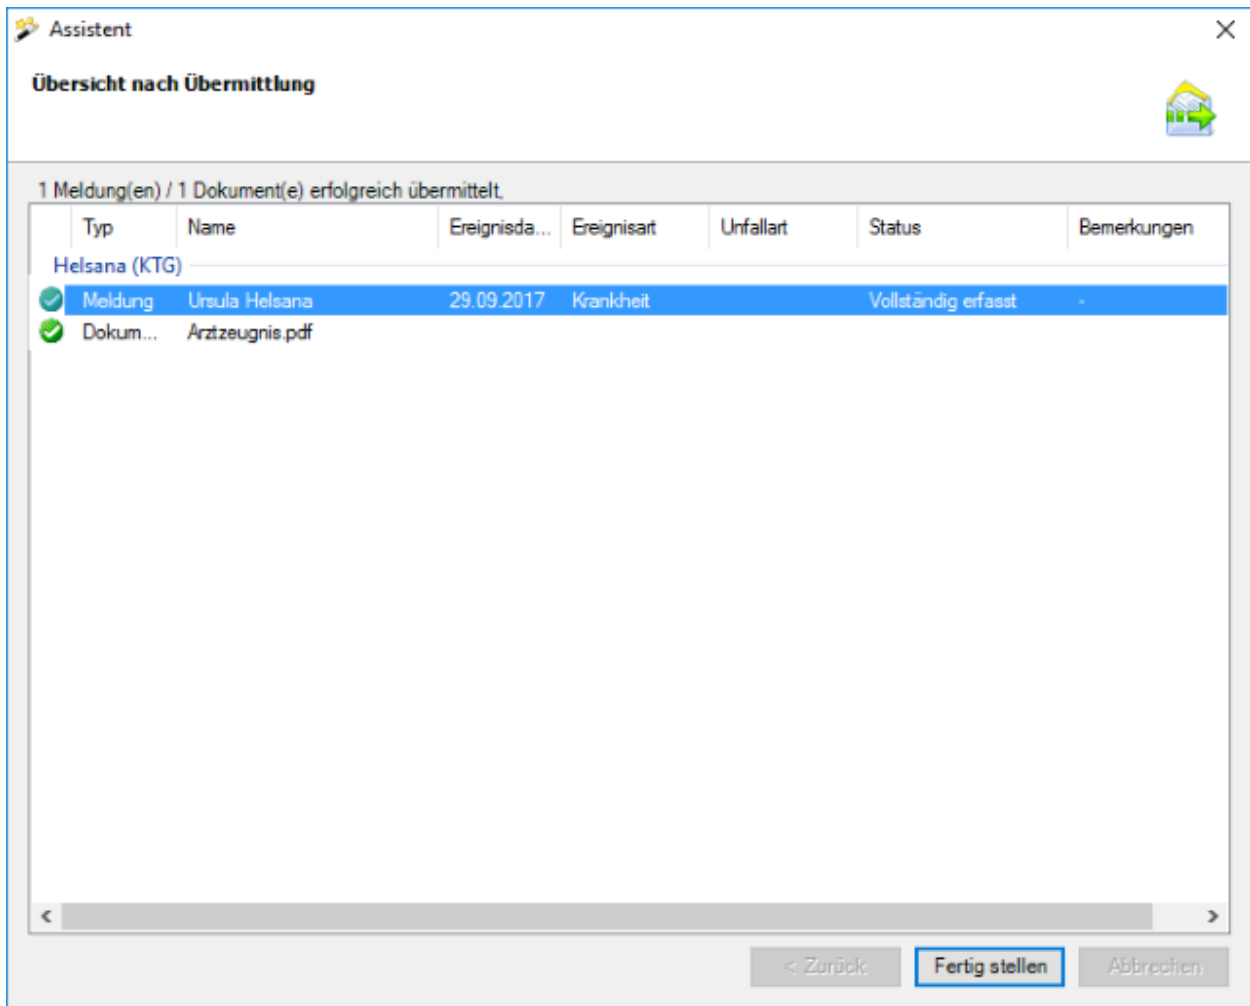 Assistent
Übersicht nach Übermittlung
1 Meldung(en) / 1 Dokument(e) erfolgreich übermittelt.
Typ Name Ereignisda... Ereignisart Unfallart Status Bemerkungen
Helsana (KTG)
Meldung Ursula Helsana 29.09.2017 Krankheit Vollständig erfasst -
Dokum... Arztzeugnis.pdf
< Zurück Fertig stellen Abbrechen